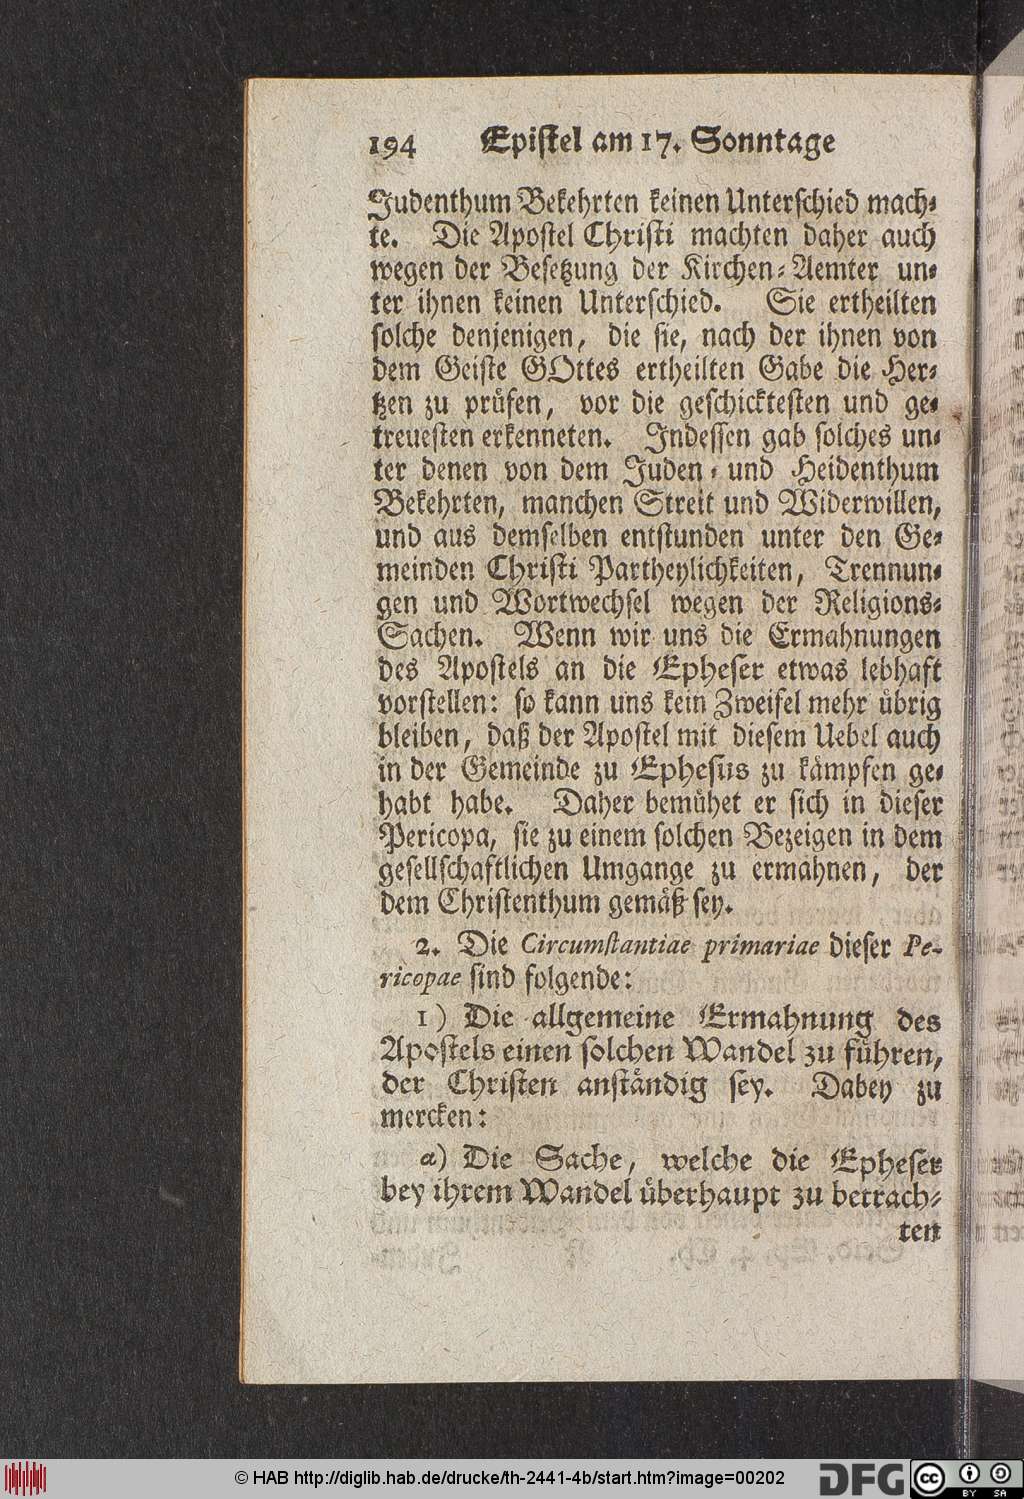 194 Epistel am 17. Sonntage
Judenthum Bekehrten keinen Unterschied mach-
te. Die Apostel Christi machten daher auch
wegen der Besetzung der Kirchen-Aemter un-
ter ihnen keinen Unterschied. Sie ertheilten
solche denjenigen, die sie, nach der ihnen von
dem Geiste GOttes ertheilten Gabe die Her-
tzen zu prüfen, vor die geschicktesten und ge-
treuesten erkenneten. Indessen gab solches un-
ter denen von dem Juden- und Heidenthum
Bekehrten, manchen Streit und Widerwillen,
und aus demselben entstunden unter den Ge-
meinden Christi Partheylichkeiten, Trennun-
gen und Wortwechsel wegen der Religions-
Sachen. Wenn wir uns die Ermahnungen
des Apostels an die Epheser etwas lebhaft
vorstellen: so kann uns kein Zweifel mehr übrig
bleiben, daß der Apostel mit diesem Uebel auch
in der Gemeinde zu Ephesus zu kämpfen ge-
habt habe. Daher bemühet er sich in dieser
Pericopa, sie zu einem solchen Bezeigen in dem
gesellschaftlichen Umgange zu ermahnen, der
dem Christenthum gemäß sey.
2. Die Circumstantiae primariae dieser Pe-
ricopae sind folgende:
1) Die allgemeine Ermahnung des
Apostels einen solchen Wandel zu führen,
der Christen anständig sey. Dabey zu
mercken:
a) Die Sache, welche die Epheser
bey ihrem Wandel überhaupt zu betrach-
ten
© HAB http://diglib.hab.de/drucke/th-2441-4b/start.htm?image=00202
DFG
cc BY SA